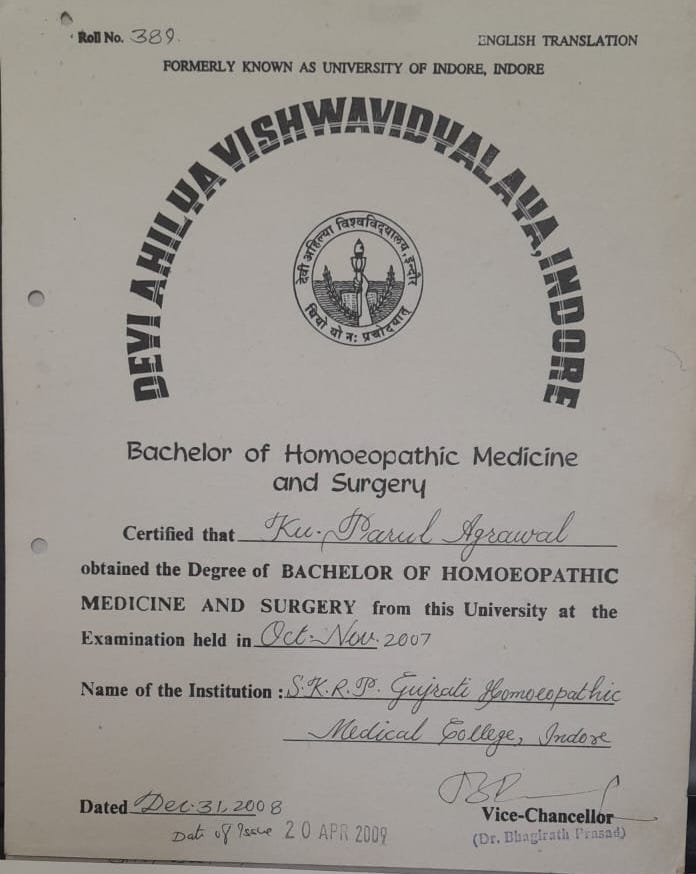 Roll No. 389.
ENGLISH TRANSLATION
FORMERLY KNOWN AS UNIVERSITY OF INDORE, INDORE
DEVI AHILYA VISHWAVIDYALAYA, INDORE
देवी अहिल्या विश्वविद्यालय, इन्दौर
धियो यो नः प्रचोदयात्
Bachelor of Homoeopathic Medicine
and Surgery
Certified that Ku. Parul Agrawal
obtained the Degree of BACHELOR OF HOMOEOPATHIC
MEDICINE AND SURGERY from this University at the
Examination held in Oct-Nov. 2007
Name of the Institution : S.K.R.P. Gujrati Homoeopathic
Medical College, Indore
Dated Dec. 31, 2008
Vice-Chancellor
Date of Issue 20 APR 2009
(Dr. Bhagirath Prasad)